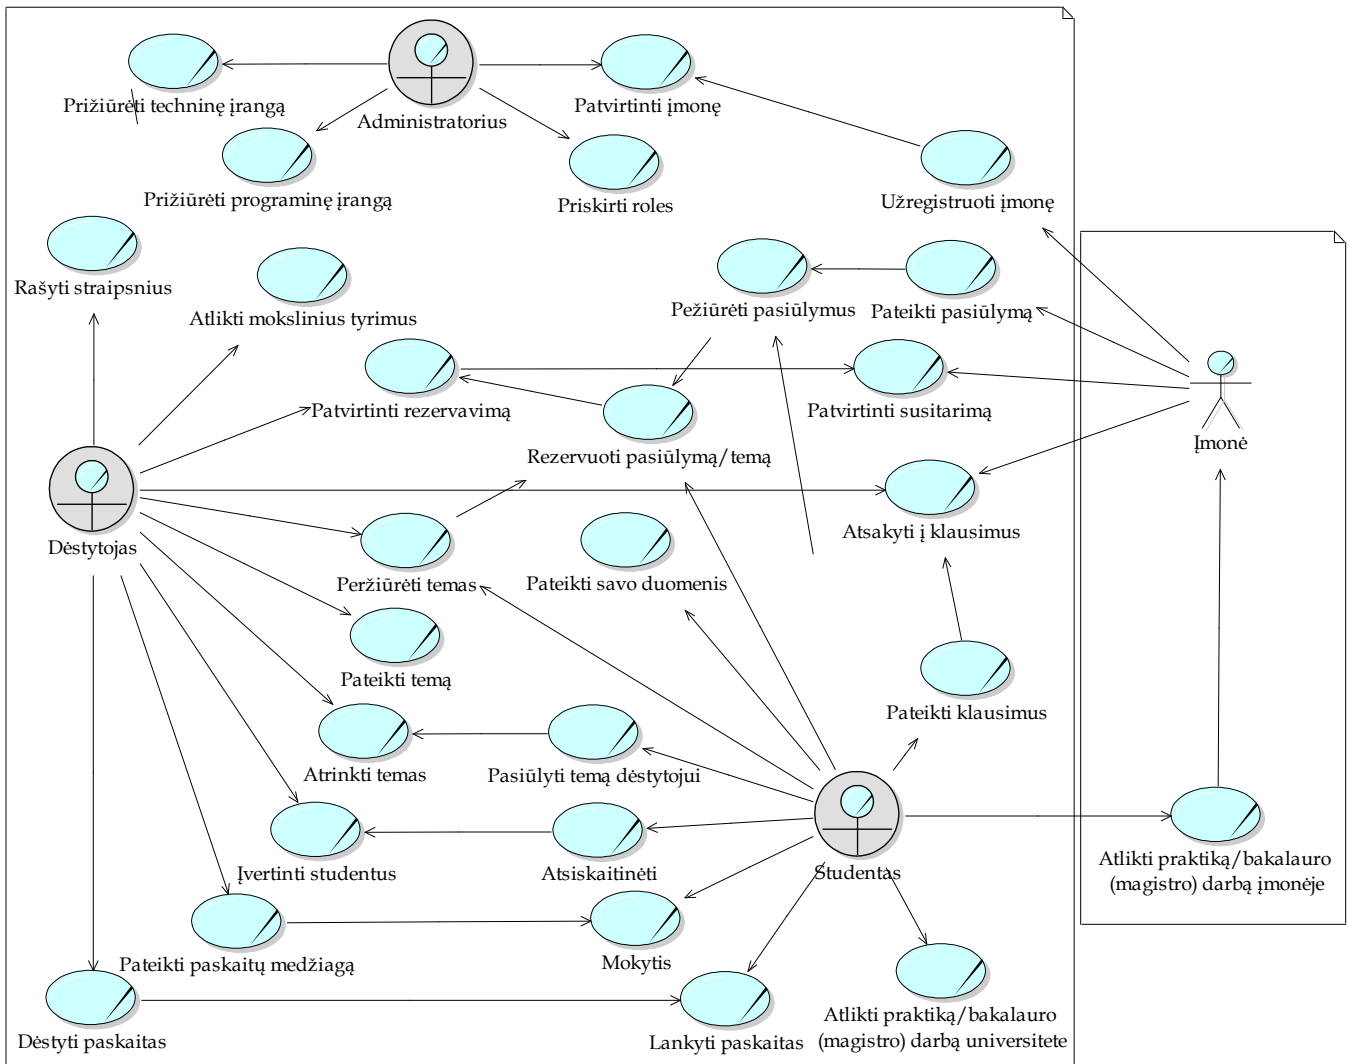 Prižiūrėti techninę įrangą
Administratorius
Patvirtinti įmonę
Prižiūrėti programinę įrangą
Priskirti roles
Užregistruoti įmonę
Rašyti straipsnius
Atlikti mokslinius tyrimus
Pežiūrėti pasiūlymus
Pateikti pasiūlymą
Patvirtinti rezervavimą
Patvirtinti susitarimą
Įmonė
Rezervuoti pasiūlymą/temą
Dėstytojas
Atsakyti į klausimus
Peržiūrėti temas
Pateikti savo duomenis
Pateikti temą
Pateikti klausimus
Atrinkti temas
Pasiūlyti temą dėstytojui
Įvertinti studentus
Atsiskaitinėti
Studentas
Atlikti praktiką/bakalauro
(magistro) darbą įmonėje
Pateikti paskaitų medžiagą
Mokytis
Dėstyti paskaitas
Lankyti paskaitas
Atlikti praktiką/bakalauro
(magistro) darbą universitete